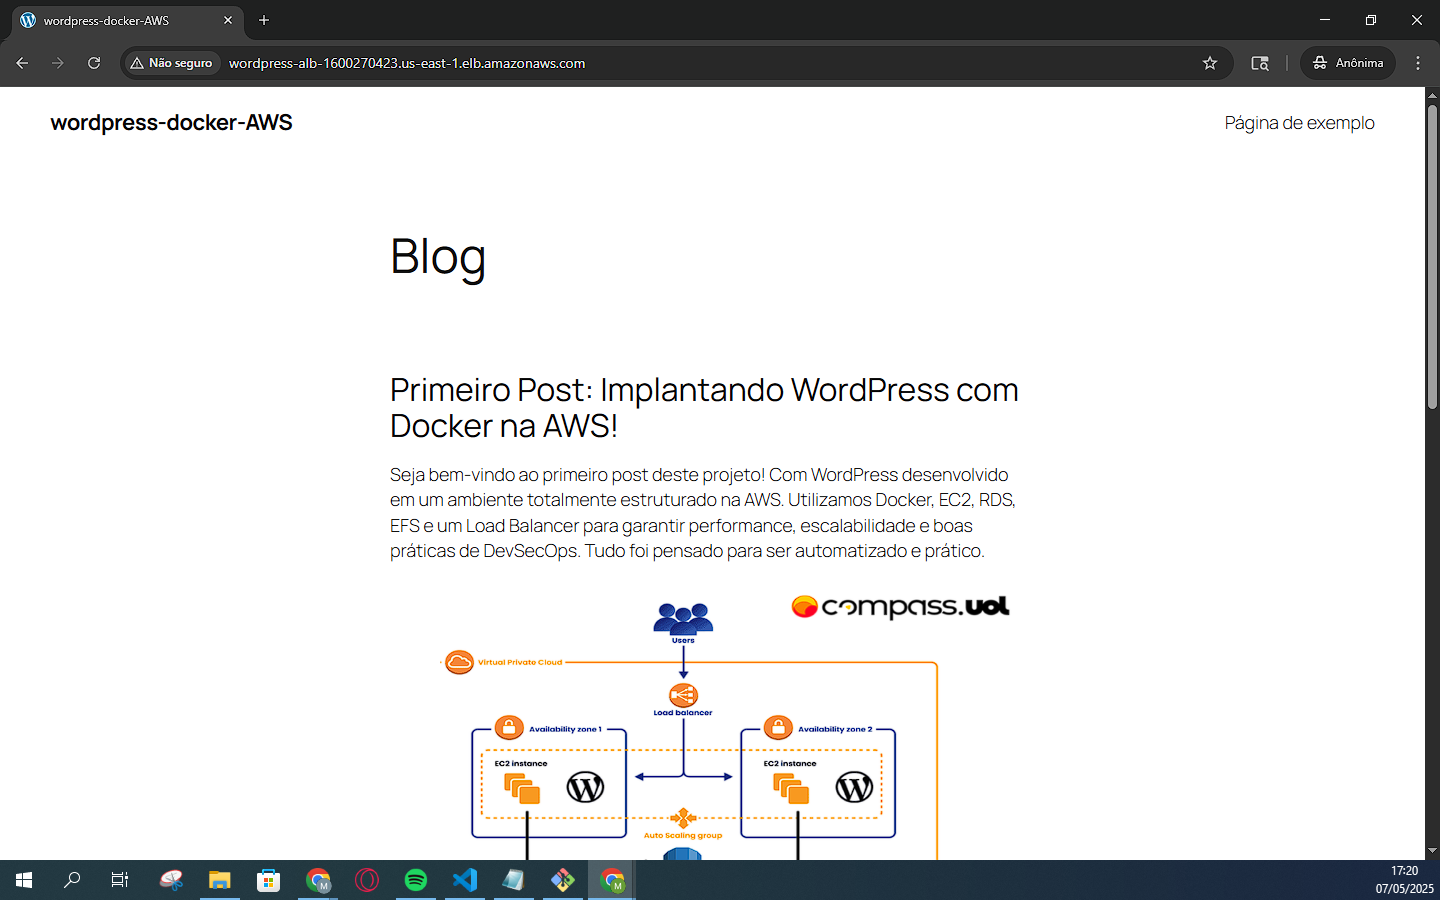 wordpress-docker-AWS
Não seguro
wordpress-alb-1600270423.us-east-1.elb.amazonaws.com
Anônima
wordpress-docker-AWS
Página de exemplo
Blog
Primeiro Post: Implantando WordPress com
Docker na AWS!
Seja bem-vindo ao primeiro post deste projeto! Com WordPress desenvolvido
em um ambiente totalmente estruturado na AWS. Utilizamos Docker, EC2, RDS,
EFS e um Load Balancer para garantir performance, escalabilidade e boas
práticas de DevSecOps. Tudo foi pensado para ser automatizado e prático.
compass.uol
Users
Virtual Private Cloud
Load balancer
Availability zone 1
Availability zone 2
EC2 instance
EC2 instance
Auto Scaling group
M
M
17:20
07/05/2025